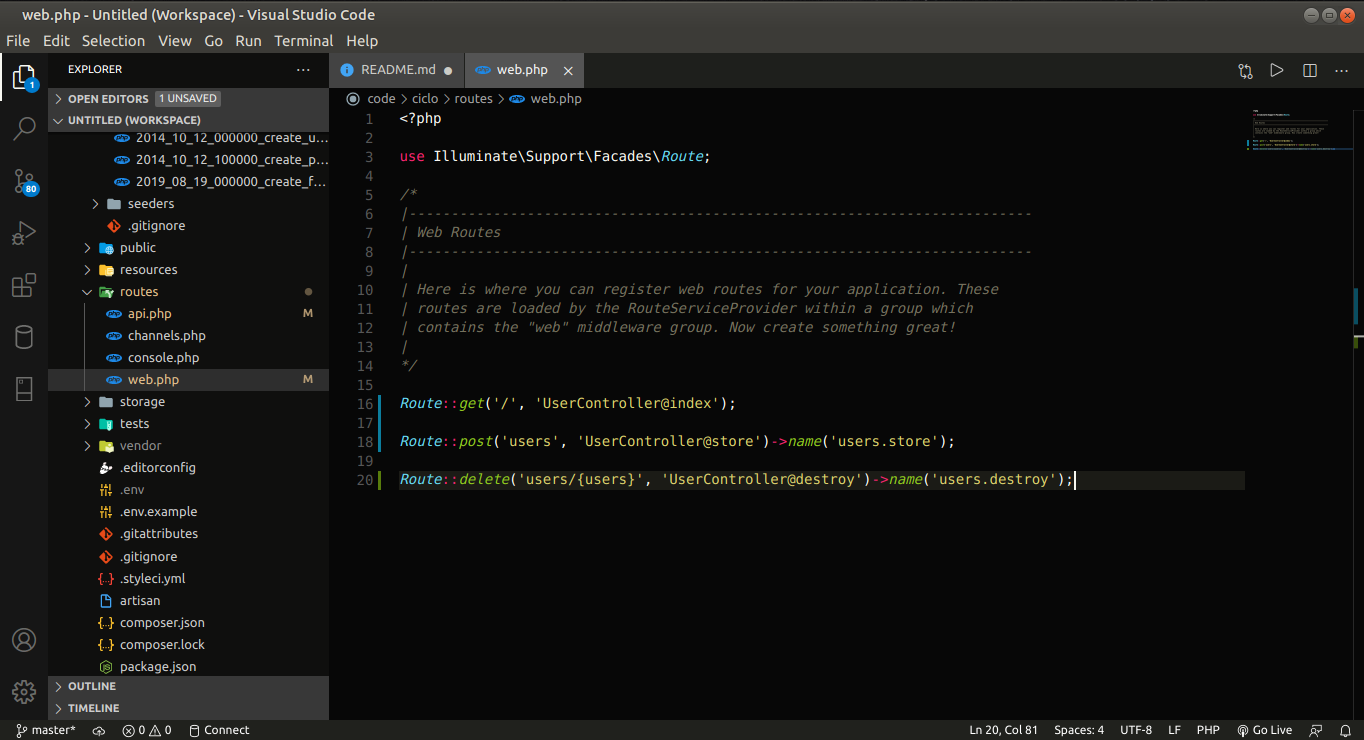 web.php - Untitled (Workspace) - Visual Studio Code
File Edit Selection View Go Run Terminal Help
EXPLORER
OPEN EDITORS 1 UNSAVED
UNTITLED (WORKSPACE)
2014_10_12_000000_create_u...
2014_10_12_100000_create_p...
2019_08_19_000000_create_f...
seeders
.gitignore
public
resources
routes
api.php M
channels.php
console.php
web.php M
storage
tests
vendor
.editorconfig
.env
.env.example
.gitattributes
.gitignore
.styleci.yml
artisan
composer.json
composer.lock
package.json
OUTLINE
TIMELINE
1
80
README.md
web.php
code > ciclo > routes > web.php
1 <?php
2
3 use Illuminate\Support\Facades\Route;
4
5 /*
6 |--------------------------------------------------------------------------
7 | Web Routes
8 |--------------------------------------------------------------------------
9 |
10 | Here is where you can register web routes for your application. These
11 | routes are loaded by the RouteServiceProvider within a group which
12 | contains the "web" middleware group. Now create something great!
13 |
14 */
15
16 Route::get('/', 'UserController@index');
17
18 Route::post('users', 'UserController@store')->name('users.store');
19
20 Route::delete('users/{users}', 'UserController@destroy')->name('users.destroy');
master* 0 0 Connect Ln 20, Col 81 Spaces: 4 UTF-8 LF PHP Go Live